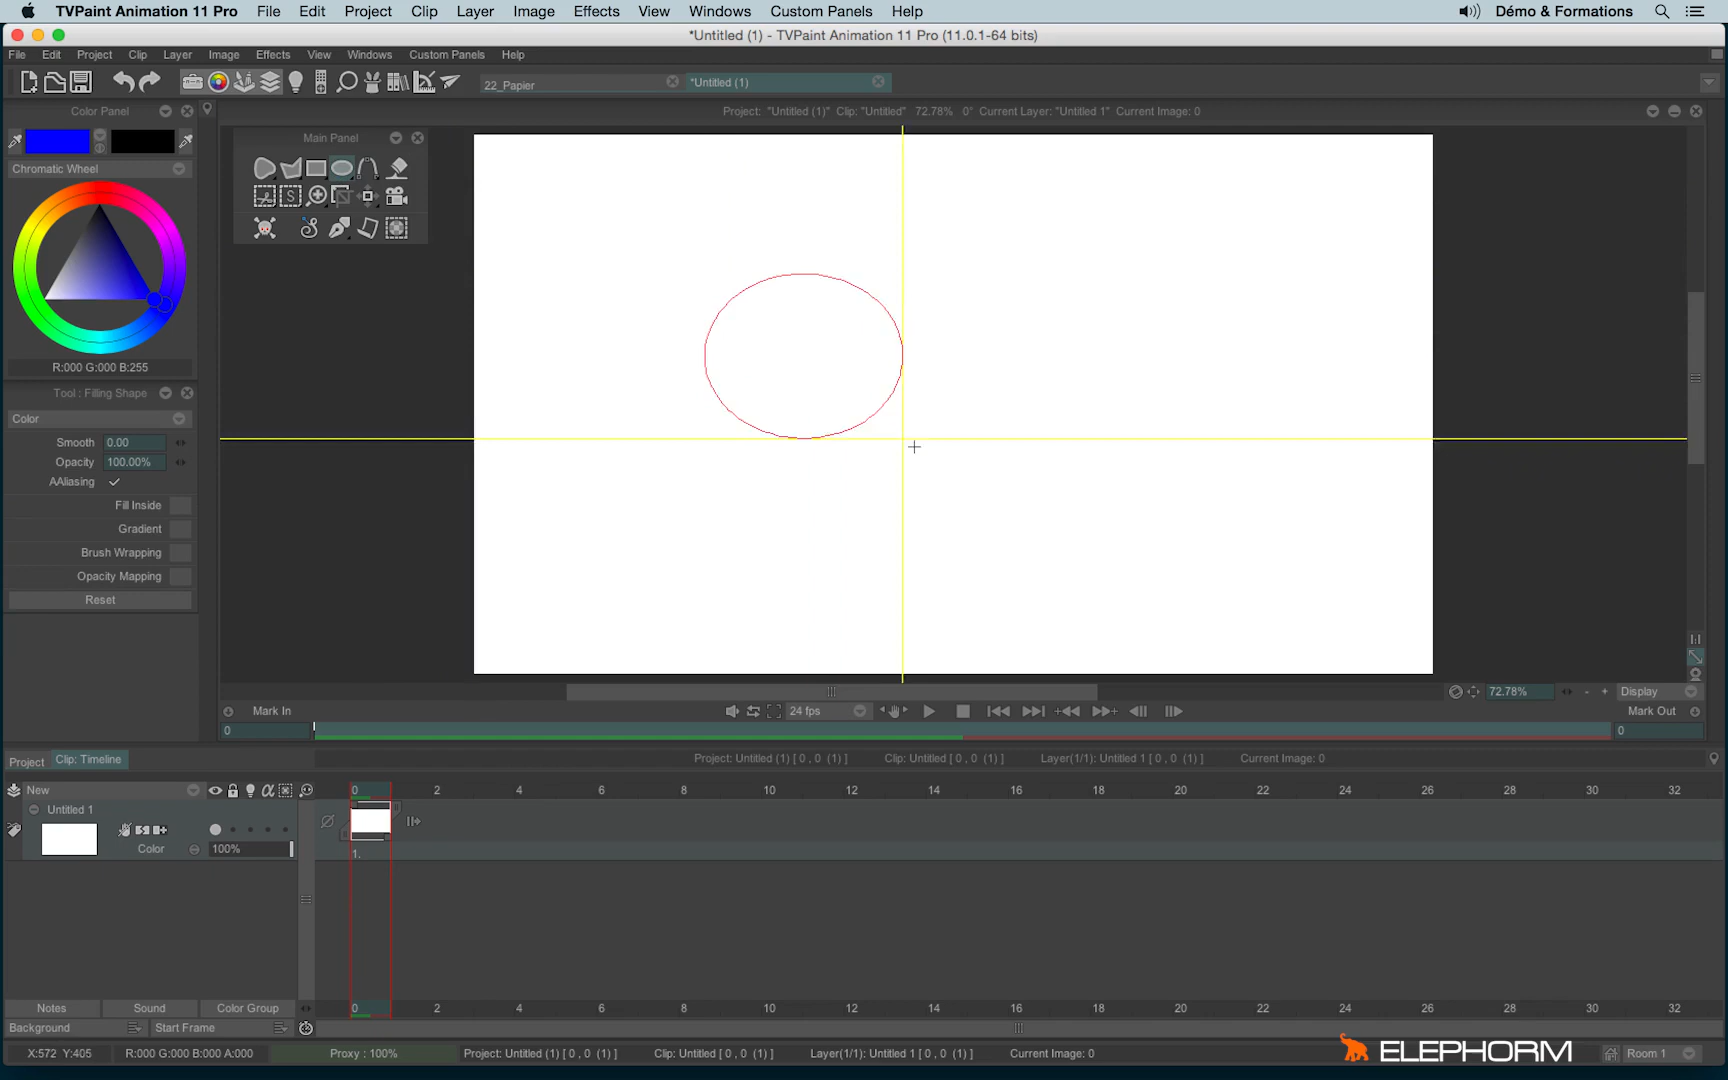 TVPaint Animation 11 Pro File Edit Project Clip Layer Image Effects View Windows Custom Panels Help Démo & Formations
*Untitled (1) - TVPaint Animation 11 Pro (11.0.1-64 bits)
File Edit Project Clip Layer Image Effects View Windows Custom Panels Help
22_Papier *Untitled (1)
Color Panel
Project: "Untitled (1)" Clip: "Untitled" 72.78% 0° Current Layer: "Untitled 1" Current Image: 0
Main Panel
Chromatic Wheel
R:000 G:000 B:255
Tool : Filling Shape
Color
Smooth 0.00
Opacity 100.00%
AAliasing
Fill Inside
Gradient
Brush Wrapping
Opacity Mapping
Reset
72.78% - + Display
Mark In 24 fps Mark Out
0 0
Project Clip: Timeline Project: Untitled (1) [ 0 , 0 (1) ] Clip: Untitled [ 0 , 0 (1) ] Layer(1/1): Untitled 1 [ 0 , 0 (1) ] Current Image: 0
New 0 2 4 6 8 10 12 14 16 18 20 22 24 26 28 30 32
Untitled 1
Color 100%
1.
Notes Sound Color Group 0 2 4 6 8 10 12 14 16 18 20 22 24 26 28 30 32
Background Start Frame
X:572 Y:405 R:000 G:000 B:000 A:000 Proxy : 100% Project: Untitled (1) [ 0 , 0 (1) ] Clip: Untitled [ 0 , 0 (1) ] Layer(1/1): Untitled 1 [ 0 , 0 (1) ] Current Image: 0 ELEPHORM Room 1